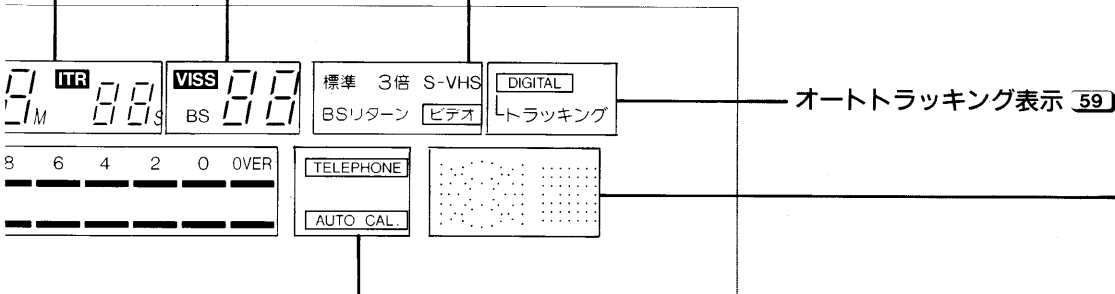 ITR VISS 標準 3倍 S-VHS DIGITAL
M S BS BSリターン ビデオ トラッキング
オートトラッキング表示 59
8 6 4 2 0 OVER TELEPHONE
AUTO CAL.